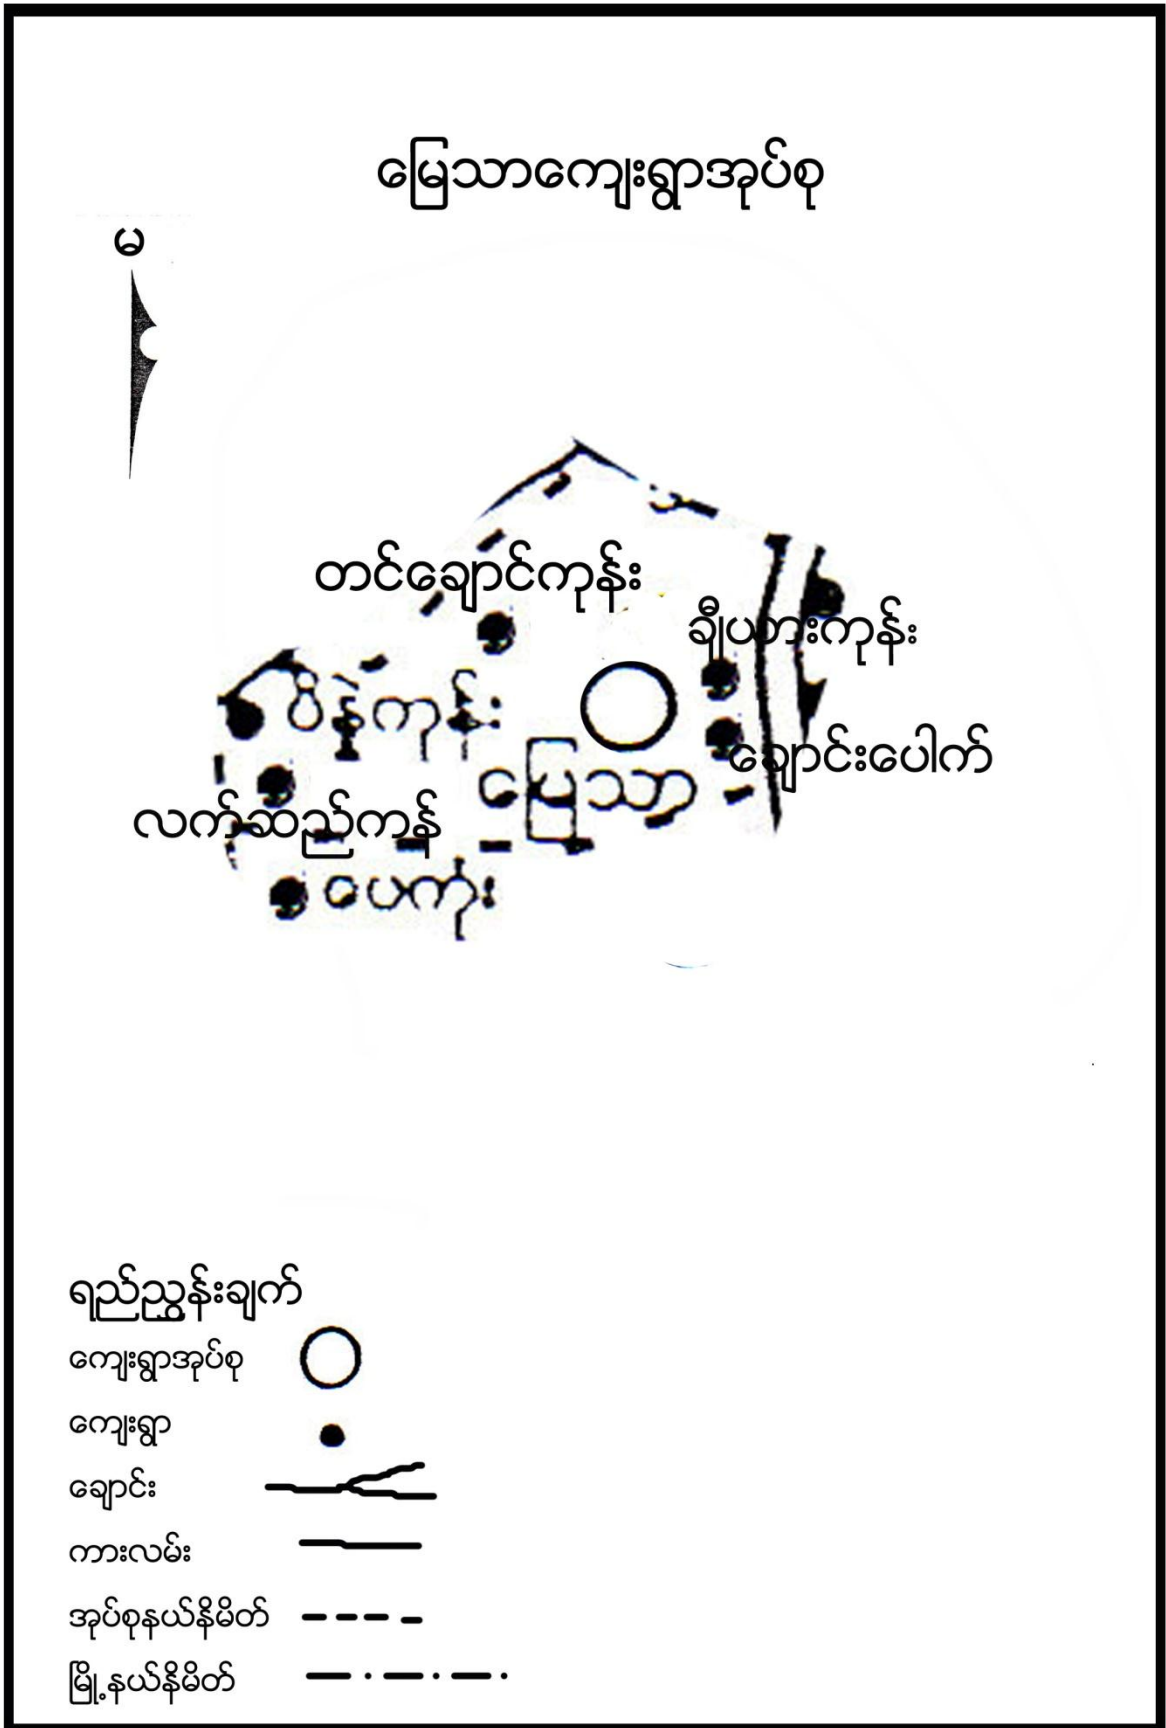 မြေသာကျေးရွာအုပ်စု
မ
တင်ချောင်ကုန်း
ချီယားကုန်း
ပိန္နဲကုန်း
ချောင်းပေါက်
မြေသာ
လက်ဆည်ကန်
ပေကုံး
ရည်ညွှန်းချက်
ကျေးရွာအုပ်စု
ကျေးရွာ
ချောင်း
ကားလမ်း
အုပ်စုနယ်နိမိတ်
မြို့နယ်နိမိတ်